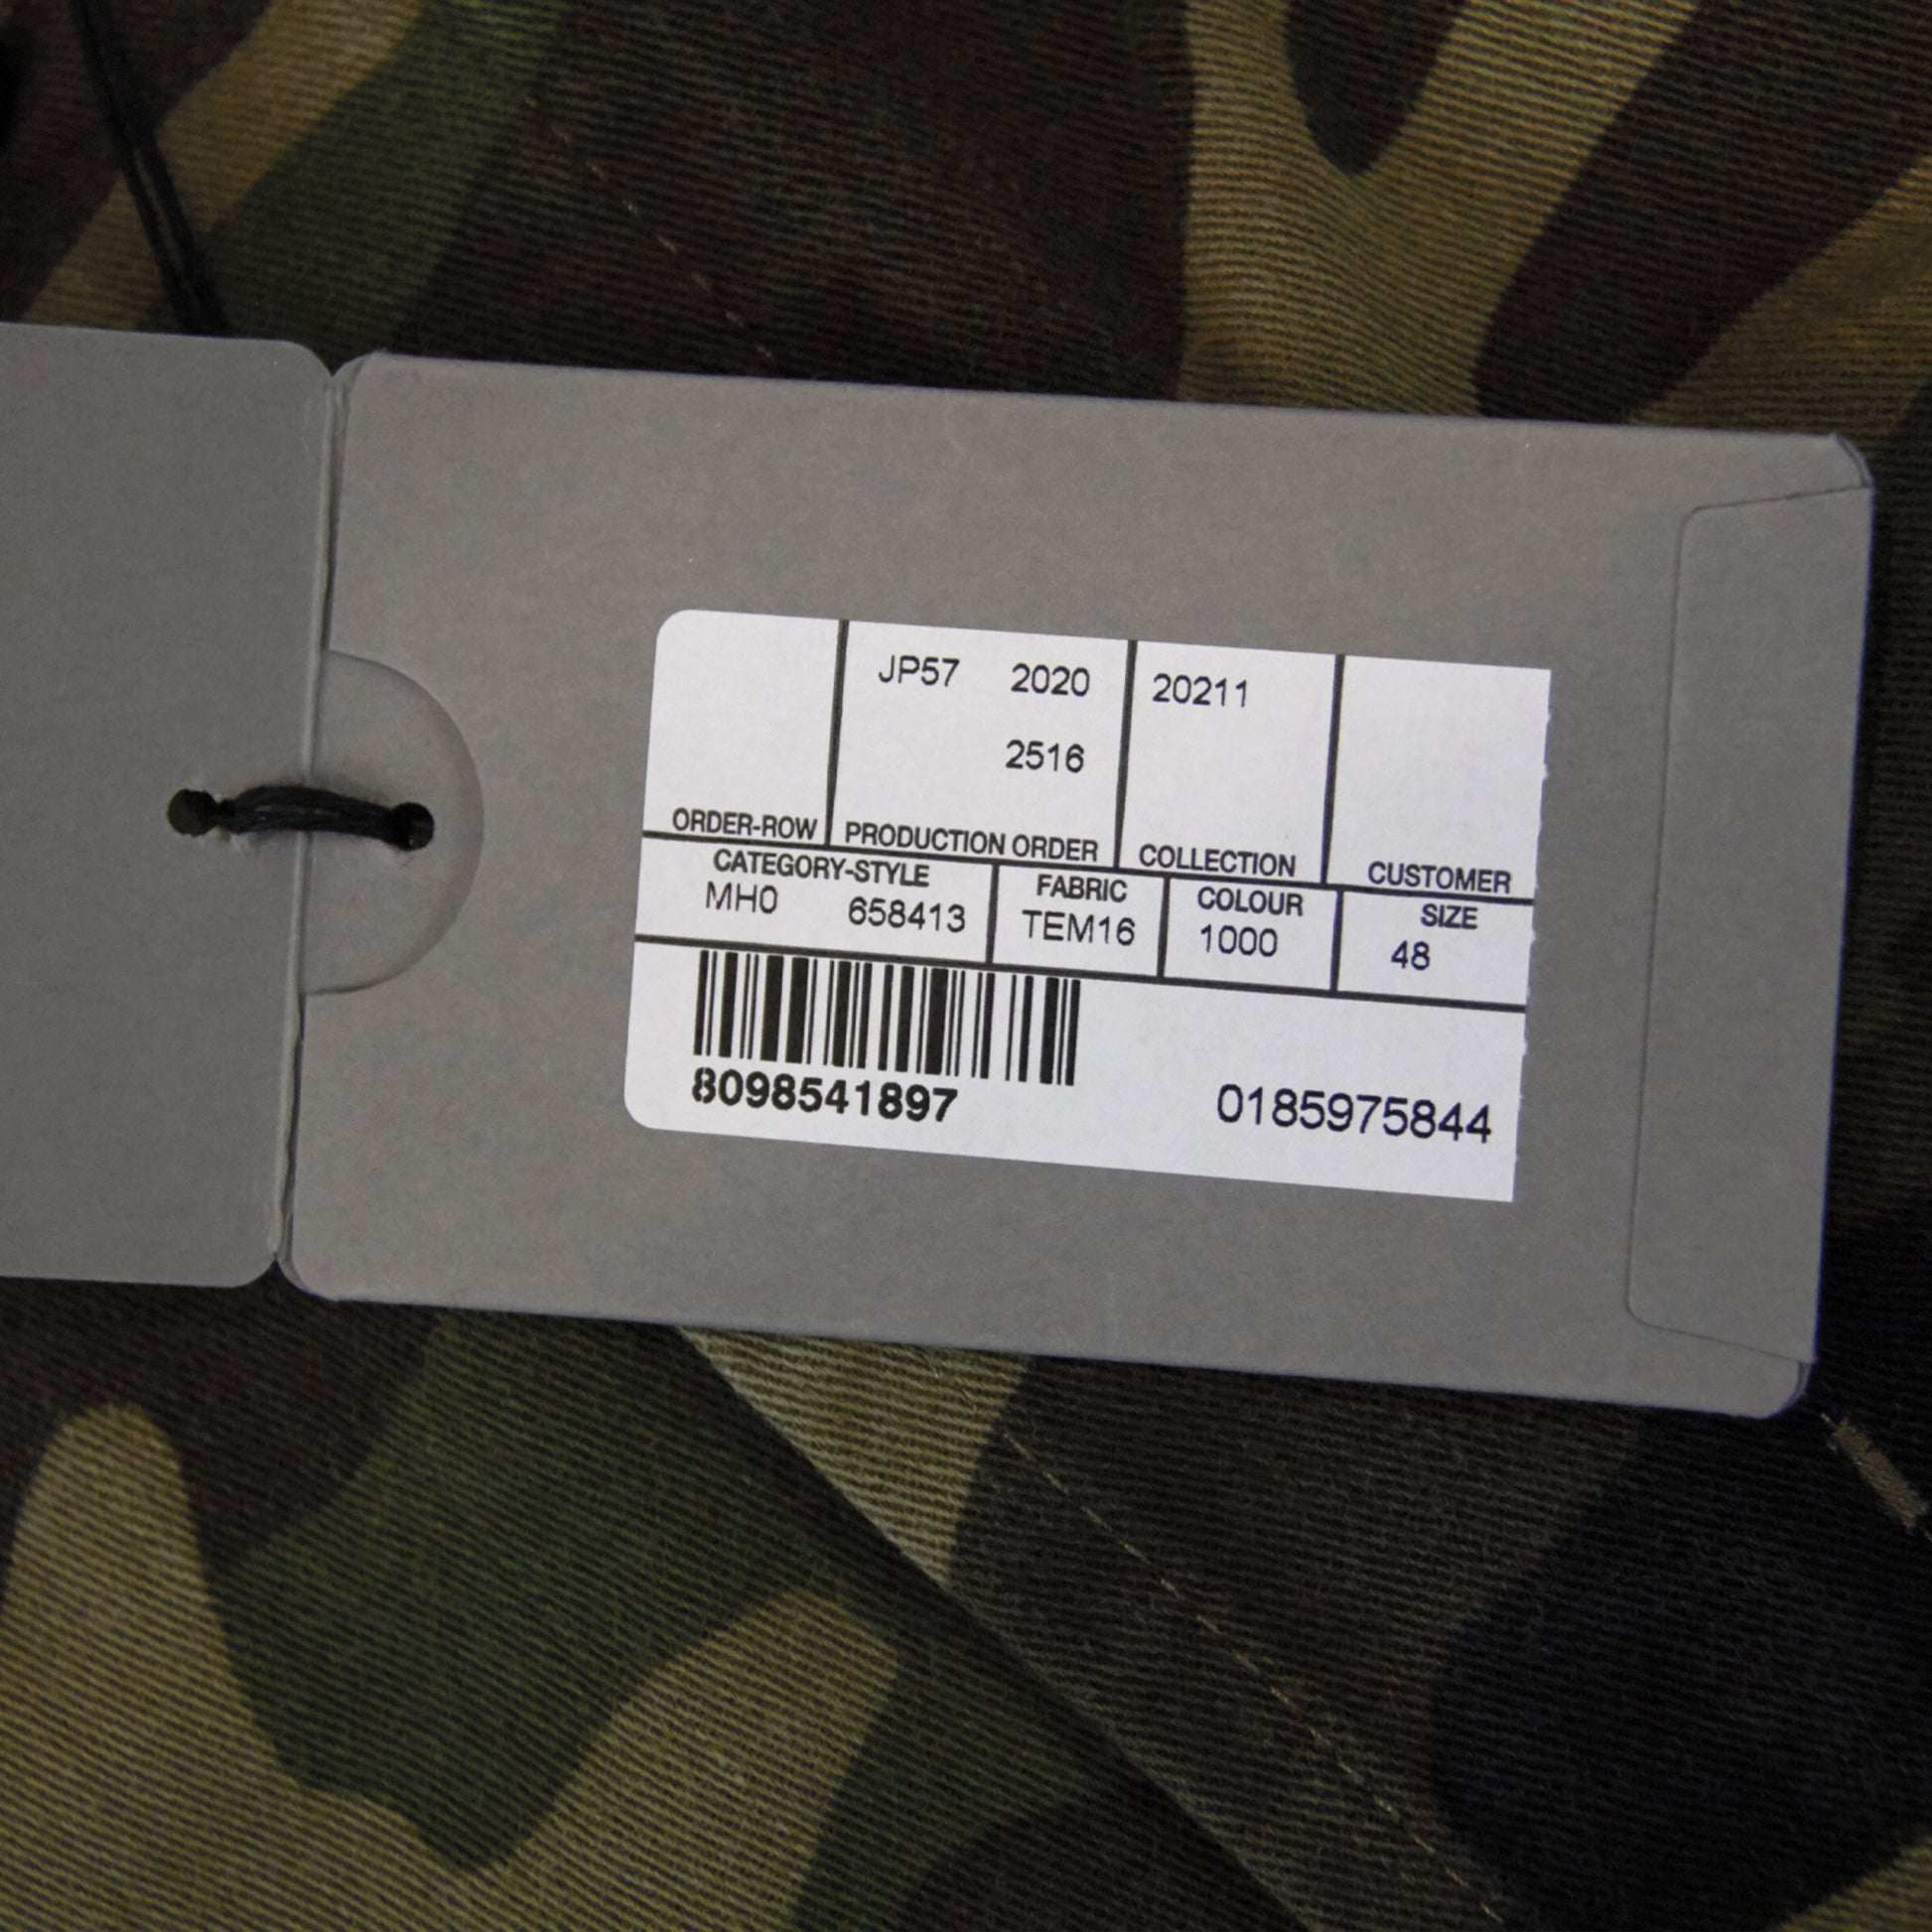 JP57 2020 20211
2516
ORDER-ROW PRODUCTION ORDER COLLECTION CUSTOMER
CATEGORY-STYLE FABRIC COLOUR SIZE
MH0 658413 TEM16 1000 48
8098541897 0185975844